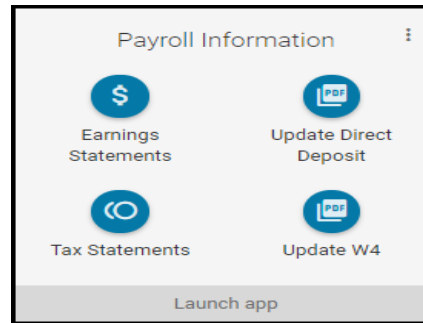 Payroll Information
$
Earnings
Statements
PDF
Update Direct
Deposit
Tax Statements
PDF
Update W4
Launch app